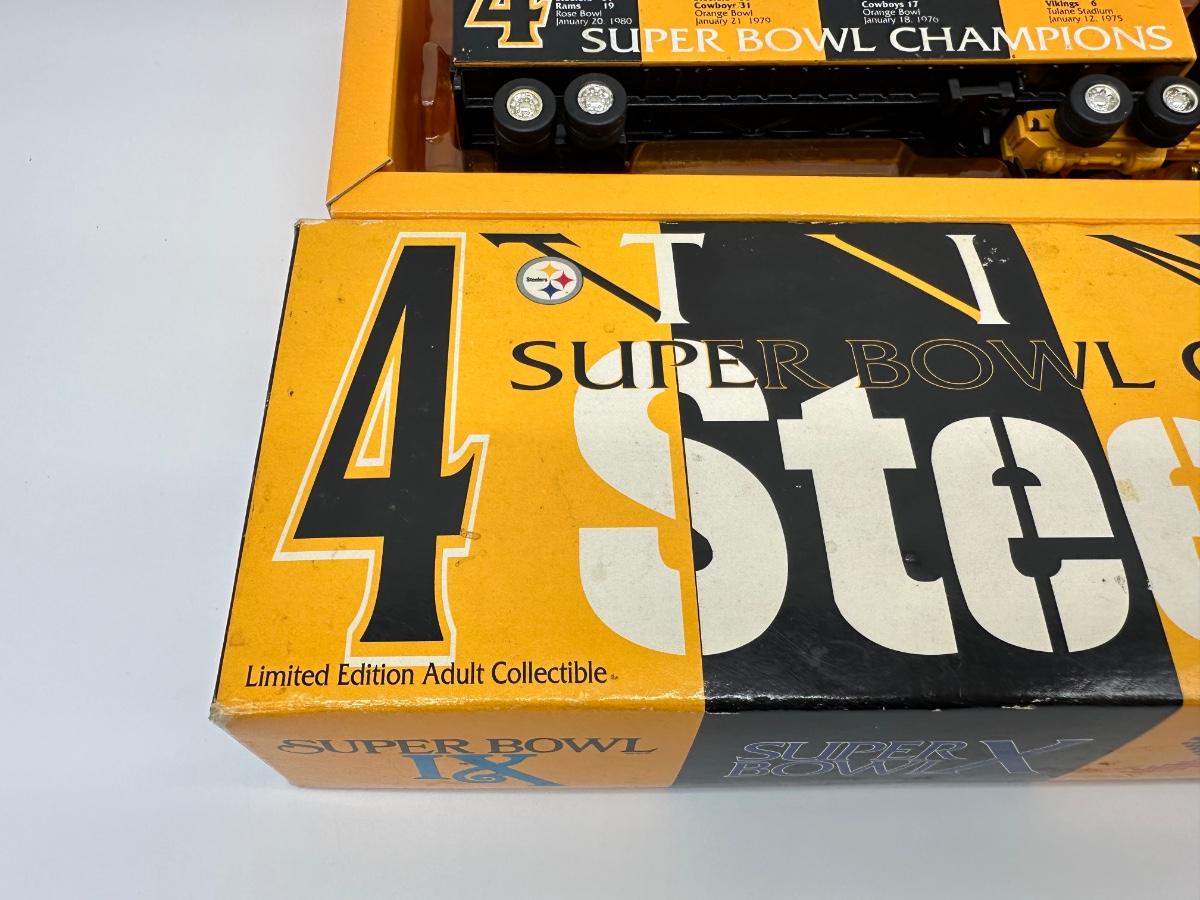 Rams 19
Rose Bowl
January 20, 1980
Cowboys 31
Orange Bowl
January 21, 1979
Cowboys 17
Orange Bowl
January 18, 1976
Vikings 6
Tulane Stadium
January 12, 1975
4
SUPER BOWL CHAMPIONS
4
Steelers
SUPER BOWL
Stee
Limited Edition Adult Collectible
SUPER BOWL
IX
SUPER
BOWL X